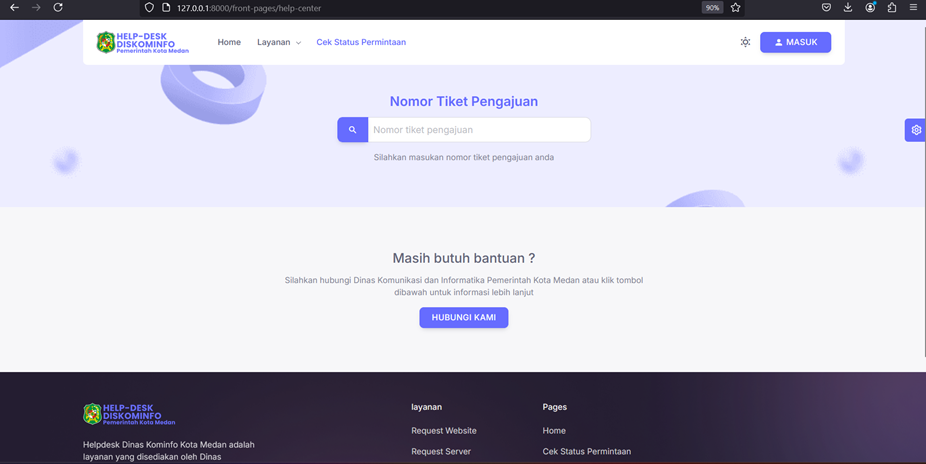 127.0.0.1:8000/front-pages/help-center
90%
HELP-DESK
DISKOMINFO
Pemerintah Kota Medan
Home
Layanan
Cek Status Permintaan
MASUK
Nomor Tiket Pengajuan
Nomor tiket pengajuan
Silahkan masukan nomor tiket pengajuan anda
Masih butuh bantuan ?
Silahkan hubungi Dinas Komunikasi dan Informatika Pemerintah Kota Medan atau klik tombol
dibawah untuk informasi lebih lanjut
HUBUNGI KAMI
HELP-DESK
DISKOMINFO
Pemerintah Kota Medan
Helpdesk Dinas Kominfo Kota Medan adalah
layanan yang disediakan oleh Dinas
layanan
Request Website
Request Server
Pages
Home
Cek Status Permintaan